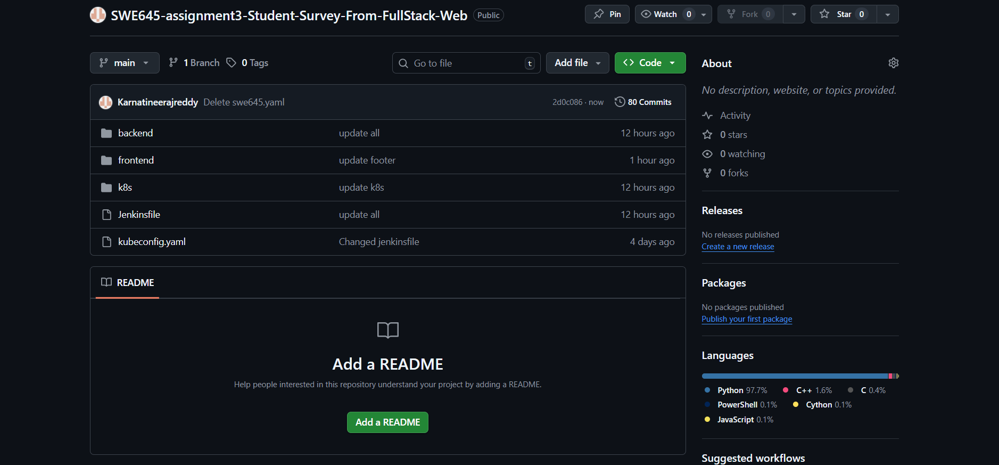 SWE645-assignment3-Student-Survey-From-FullStack-Web Public
Pin
Watch 0
Fork 0
Star 0
main
1 Branch
0 Tags
Go to file t
Add file
Code
Karnatineerajreddy Delete swe645.yaml 2d0c086 · now 80 Commits
backend update all 12 hours ago
frontend update footer 1 hour ago
k8s update k8s 12 hours ago
Jenkinsfile update all 12 hours ago
kubeconfig.yaml Changed jenkinsfile 4 days ago
README
Add a README
Help people interested in this repository understand your project by adding a README.
Add a README
About
No description, website, or topics provided.
Activity
0 stars
0 watching
0 forks
Releases
No releases published
Create a new release
Packages
No packages published
Publish your first package
Languages
Python 97.7% C++ 1.6% C 0.4%
PowerShell 0.1% Cython 0.1%
JavaScript 0.1%
Suggested workflows